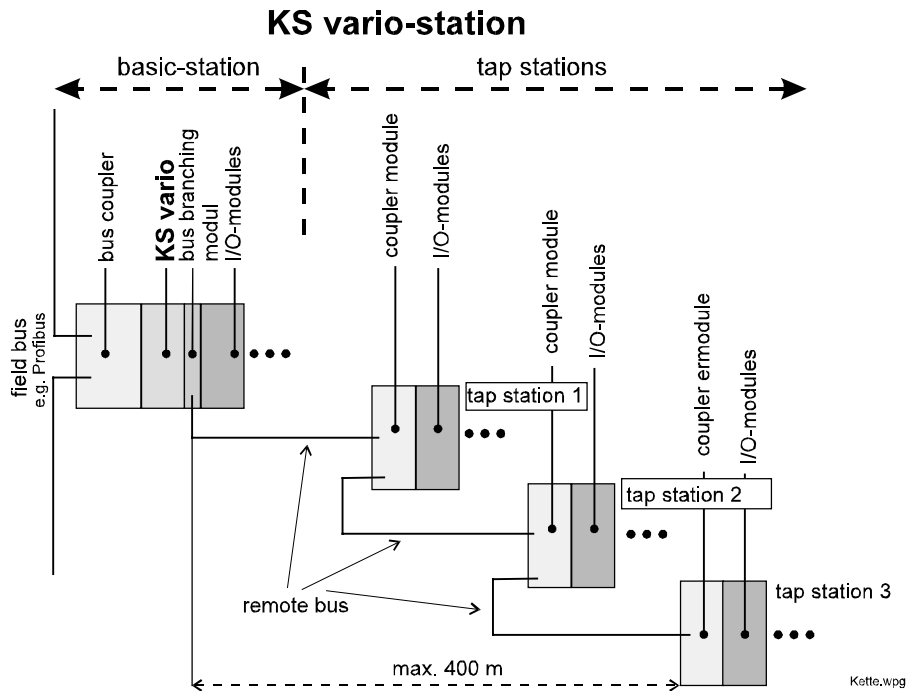 KS vario-station
basic-station
tap stations
bus coupler
KS vario
bus branching
modul
I/O-modules
coupler module
I/O-modules
coupler module
I/O-modules
coupler ermodule
I/O-modules
field bus
e.g. Profibus
tap station 1
tap station 2
tap station 3
remote bus
max. 400 m
Kette.wpg